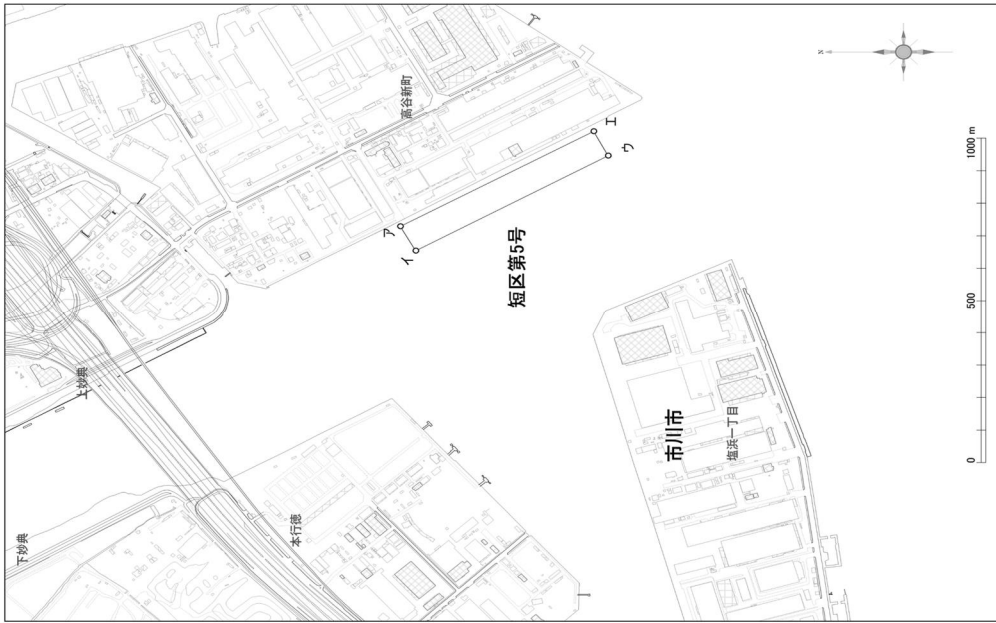 N
高谷新町
ア
イ
エ
ウ
短区第5号
上妙典
下妙典
本行徳
市川市
塩浜一丁目
0
500
1000 m